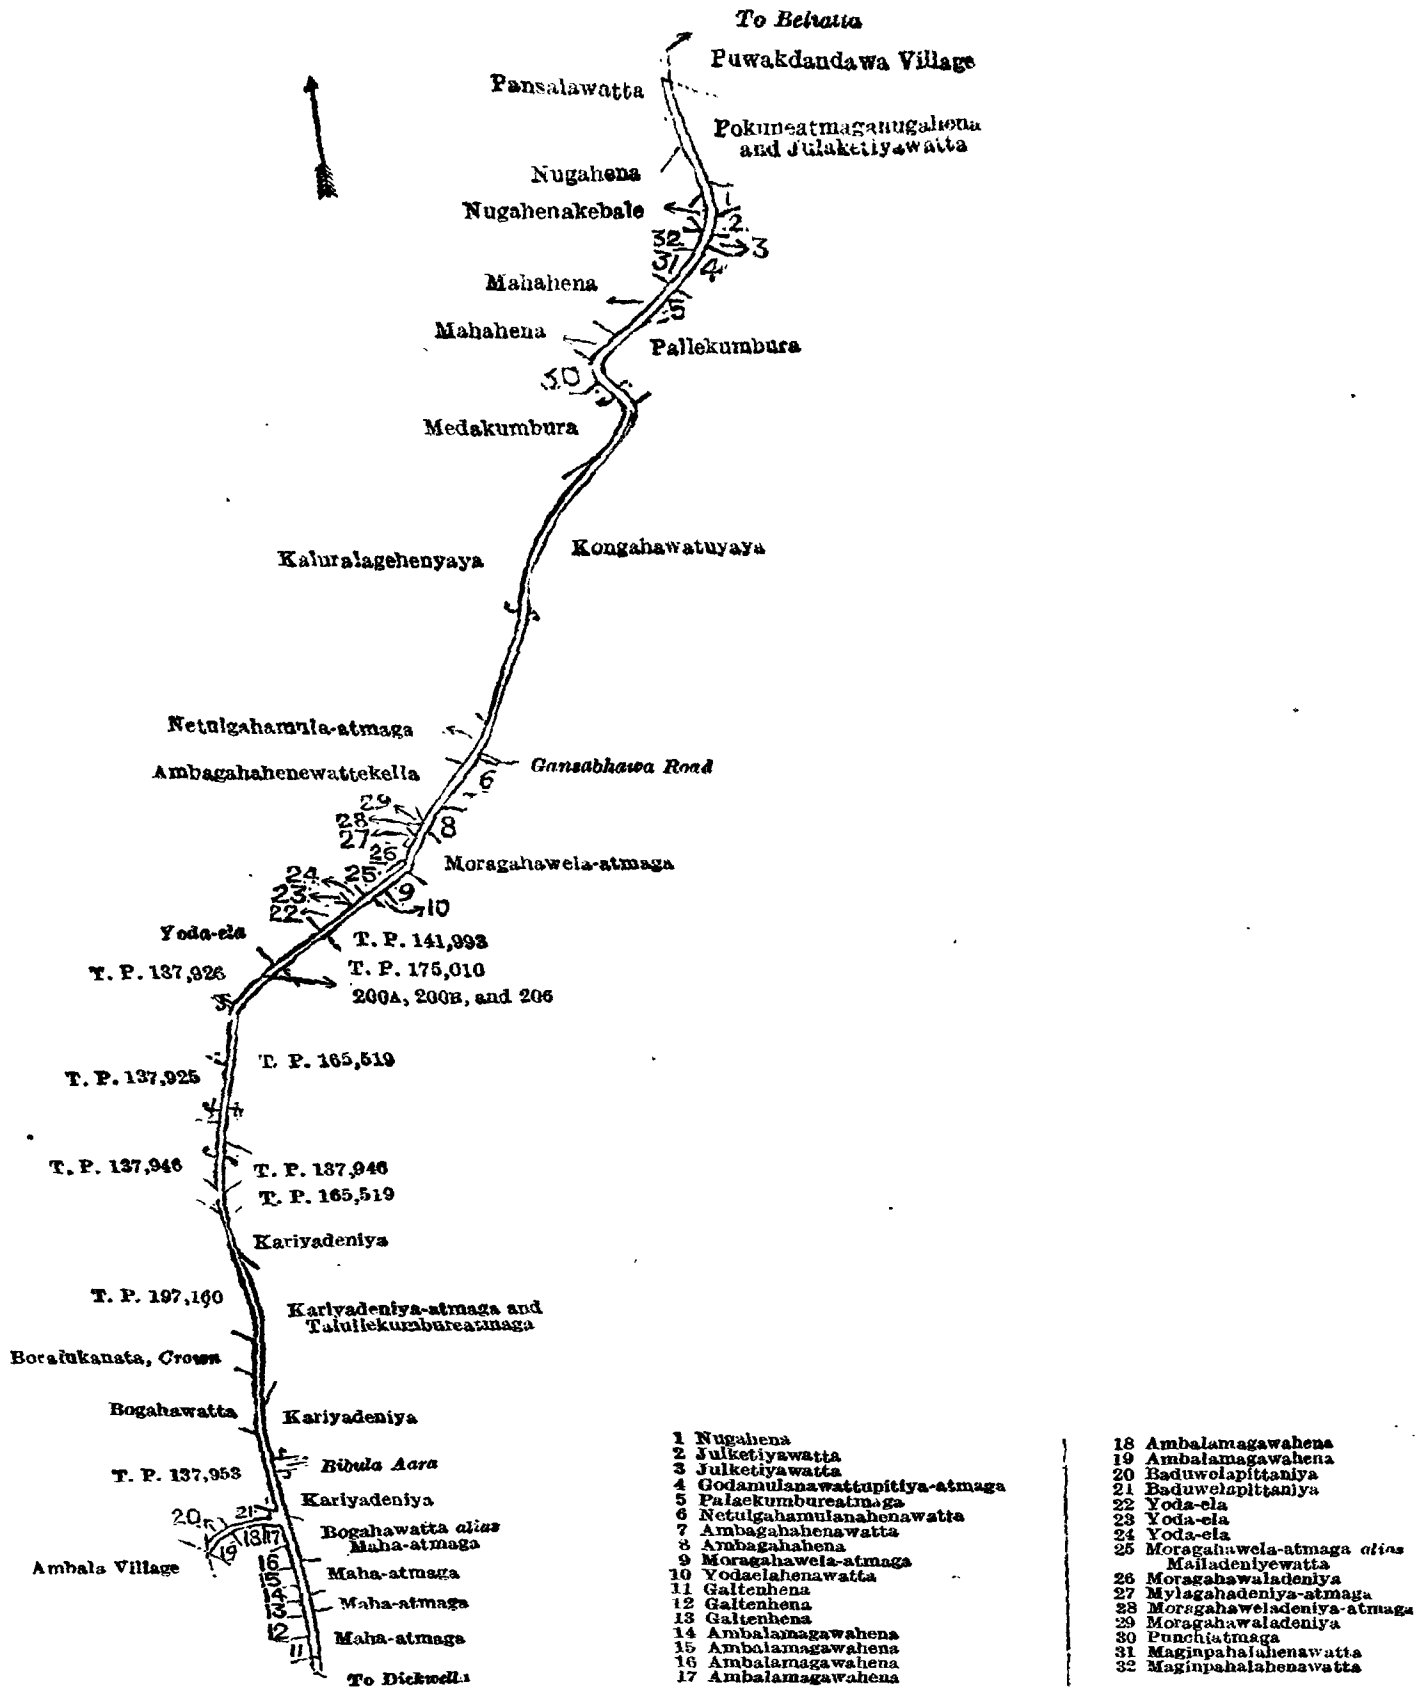 To Beliatta
Puwakdandawa Village
Pansalawatta
Pokuneatmaganugahena
and Julaketiyawatta
Nugahena
Nugahenakebale
1
2
32
3
31
4
Mahahena
5
Mahahena
Pallekumbura
30
Medakumbura
Kongahawatuyaya
Kaluralagehenyaya
Netulgahamula-atmaga
Gansabhawa Road
Ambagahahenewattekella
6
29
28
8
27
26
Moragahawela-atmaga
24
25
9
23
10
22
Yoda-ela
T. P. 141,993
T. P. 137,926
T. P. 175,010
200A, 200B, and 206
T. P. 165,519
T. P. 137,925
T. P. 137,946
T. P. 137,946
T. P. 165,519
Kariyadeniya
T. P. 197,160
Kariyadeniya-atmaga and
Talullekumbureatmaga
Boralukanata, Crown
Bogahawatta
Kariyadeniya
Bibula Aara
T. P. 137,953
Kariyadeniya
20
21
Bogahawatta alias
Maha-atmaga
19
18
17
Ambala Village
16
Maha-atmaga
15
14
Maha-atmaga
13
12
Maha-atmaga
11
To Dickwella
1 Nugahena
2 Julketiyawatta
3 Julketiyawatta
4 Godamulanawattupitiya-atmaga
5 Palaekumbureatmaga
6 Netulgahamulanahenawatta
7 Ambagahahenawatta
8 Ambagahahena
9 Moragahawela-atmaga
10 Yodaelahenawatta
11 Galtenhena
12 Galtenhena
13 Galtenhena
14 Ambalamagawahena
15 Ambalamagawahena
16 Ambalamagawahena
17 Ambalamagawahena
18 Ambalamagawahena
19 Ambalamagawahena
20 Baduwelapittaniya
21 Baduwelapittaniya
22 Yoda-ela
23 Yoda-ela
24 Yoda-ela
25 Moragahawela-atmaga alias
Mailadeniyewatta
26 Moragahawaladeniya
27 Mylagahadeniya-atmaga
28 Moragahaweladeniya-atmaga
29 Moragahawaladeniya
30 Punchiatmaga
31 Maginpahalahenawatta
32 Maginpahalahenawatta